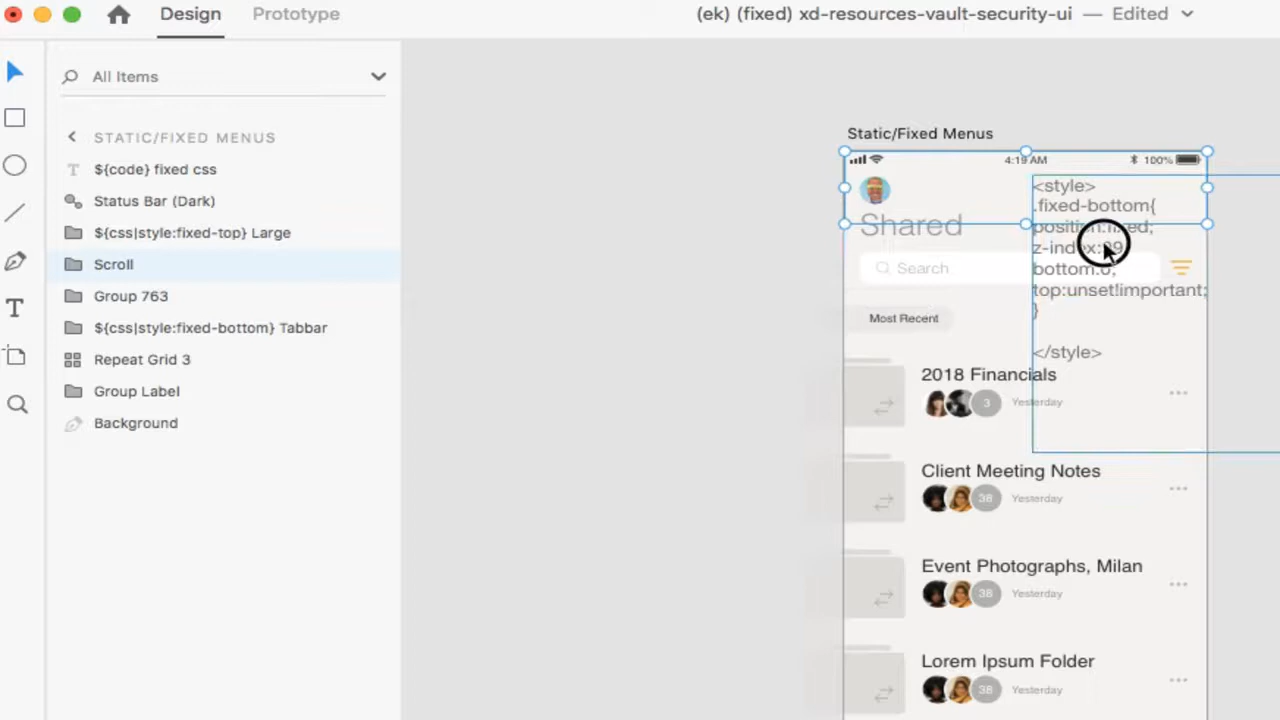 Design
Prototype
(ek) (fixed) xd-resources-vault-security-ui — Edited
All Items
STATIC/FIXED MENUS
${code} fixed css
Status Bar (Dark)
${css|style:fixed-top} Large
Scroll
Group 763
${css|style:fixed-bottom} Tabbar
Repeat Grid 3
Group Label
Background
Static/Fixed Menus
4:19 AM
100%
Shared
<style>
.fixed-bottom{
position:fixed;
z-index:99
bottom:0;
top:unset!important;
}
</style>
Search
Most Recent
2018 Financials
3
Yesterday
Client Meeting Notes
38
Yesterday
Event Photographs, Milan
38
Yesterday
Lorem Ipsum Folder
38
Yesterday